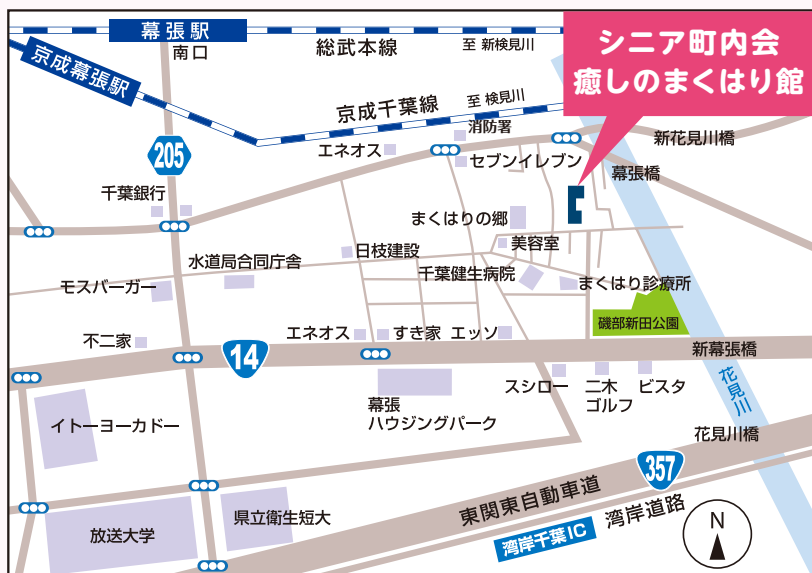 幕張駅
南口
総武本線
至 新検見川
シニア町内会
癒しのまくはり館
京成幕張駅
京成千葉線
至 検見川
消防署
新花見川橋
エネオス
セブンイレブン
幕張橋
205
千葉銀行
まくはりの郷
美容室
日枝建設
水道局合同庁舎
千葉健生病院
まくはり診療所
モスバーガー
磯部新田公園
不二家
エネオス
すき家
エッソ
14
新幕張橋
スシロー
二木
ゴルフ
ビスタ
花見川
幕張
ハウジングパーク
イトーヨーカドー
花見川橋
357
東関東自動車道
湾岸道路
湾岸千葉IC
県立衛生短大
放送大学
N